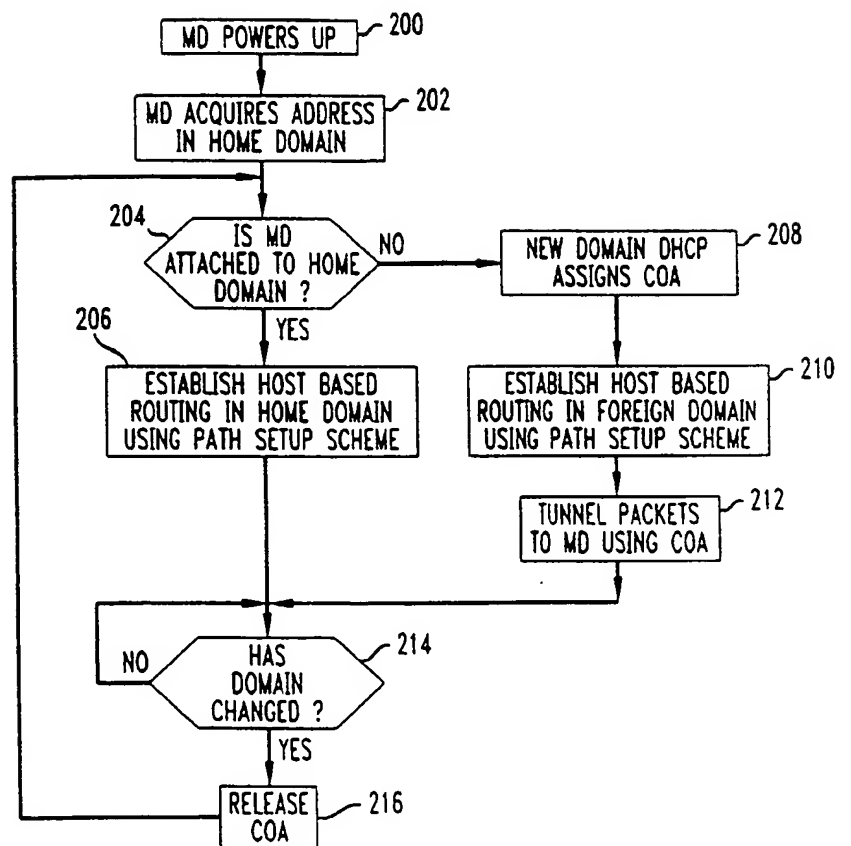 MD POWERS UP
200
MD ACQUIRES ADDRESS
IN HOME DOMAIN
202
204
IS MD
ATTACHED TO HOME
DOMAIN ?
NO
YES
NEW DOMAIN DHCP
ASSIGNS COA
208
206
ESTABLISH HOST BASED
ROUTING IN HOME DOMAIN
USING PATH SETUP SCHEME
ESTABLISH HOST BASED
ROUTING IN FOREIGN DOMAIN
USING PATH SETUP SCHEME
210
TUNNEL PACKETS
TO MD USING COA
212
HAS
DOMAIN
CHANGED ?
214
NO
YES
RELEASE
COA
216